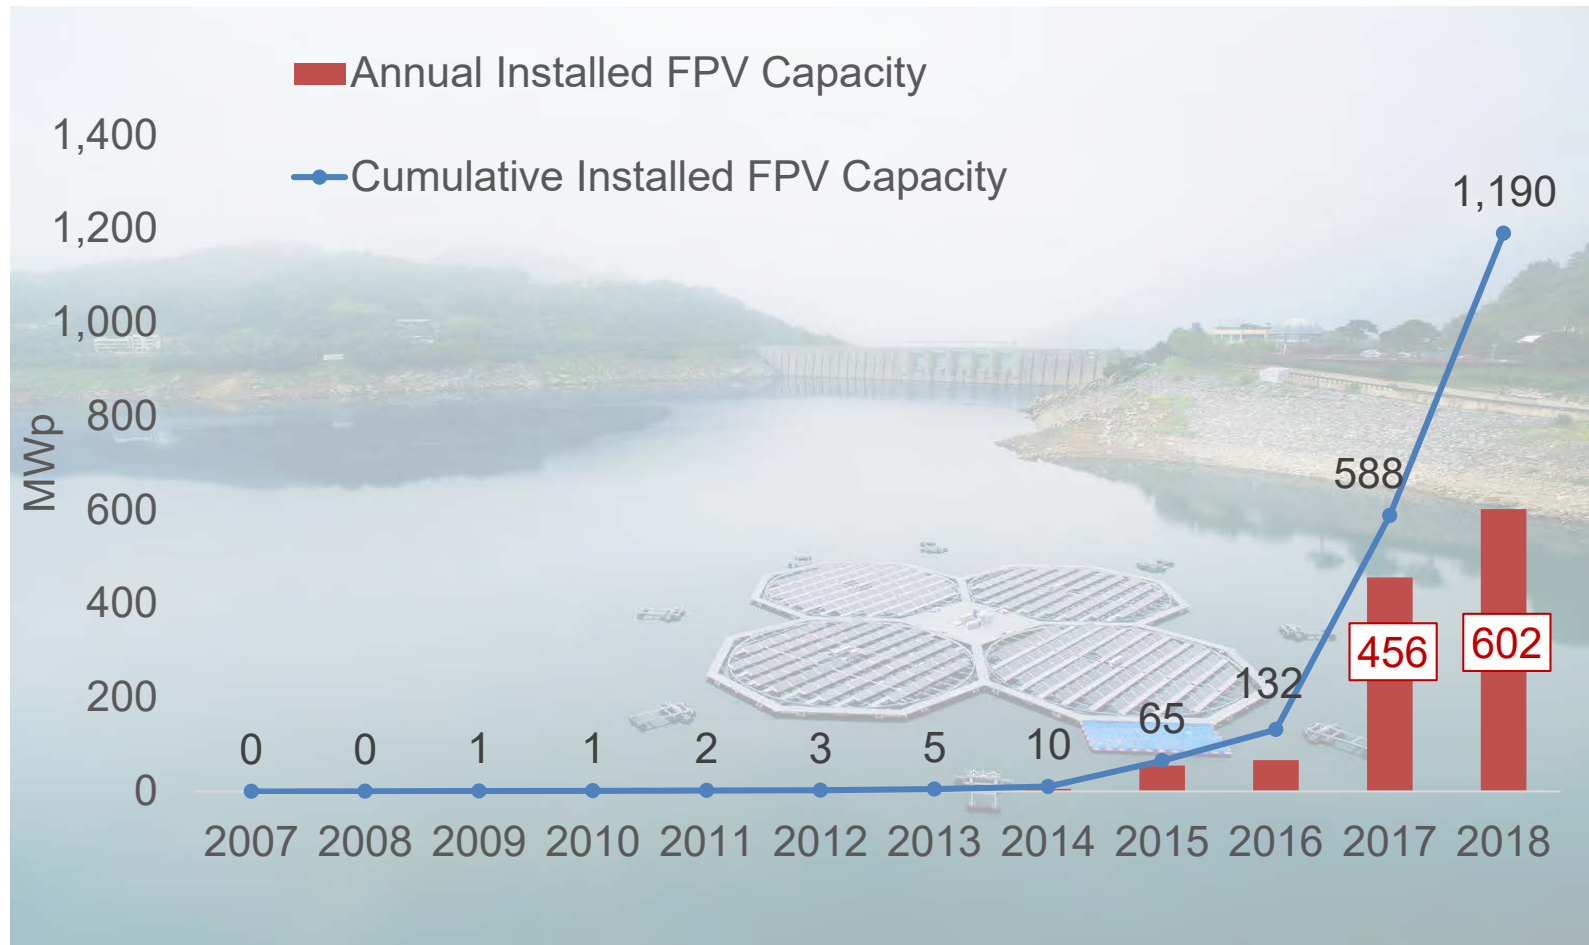 Annual Installed FPV Capacity
Cumulative Installed FPV Capacity
MWp
1,400
1,200
1,000
800
600
400
200
0
0 0 1 1 2 3 5 10 65 132 588 1,190
456 602
2007 2008 2009 2010 2011 2012 2013 2014 2015 2016 2017 2018